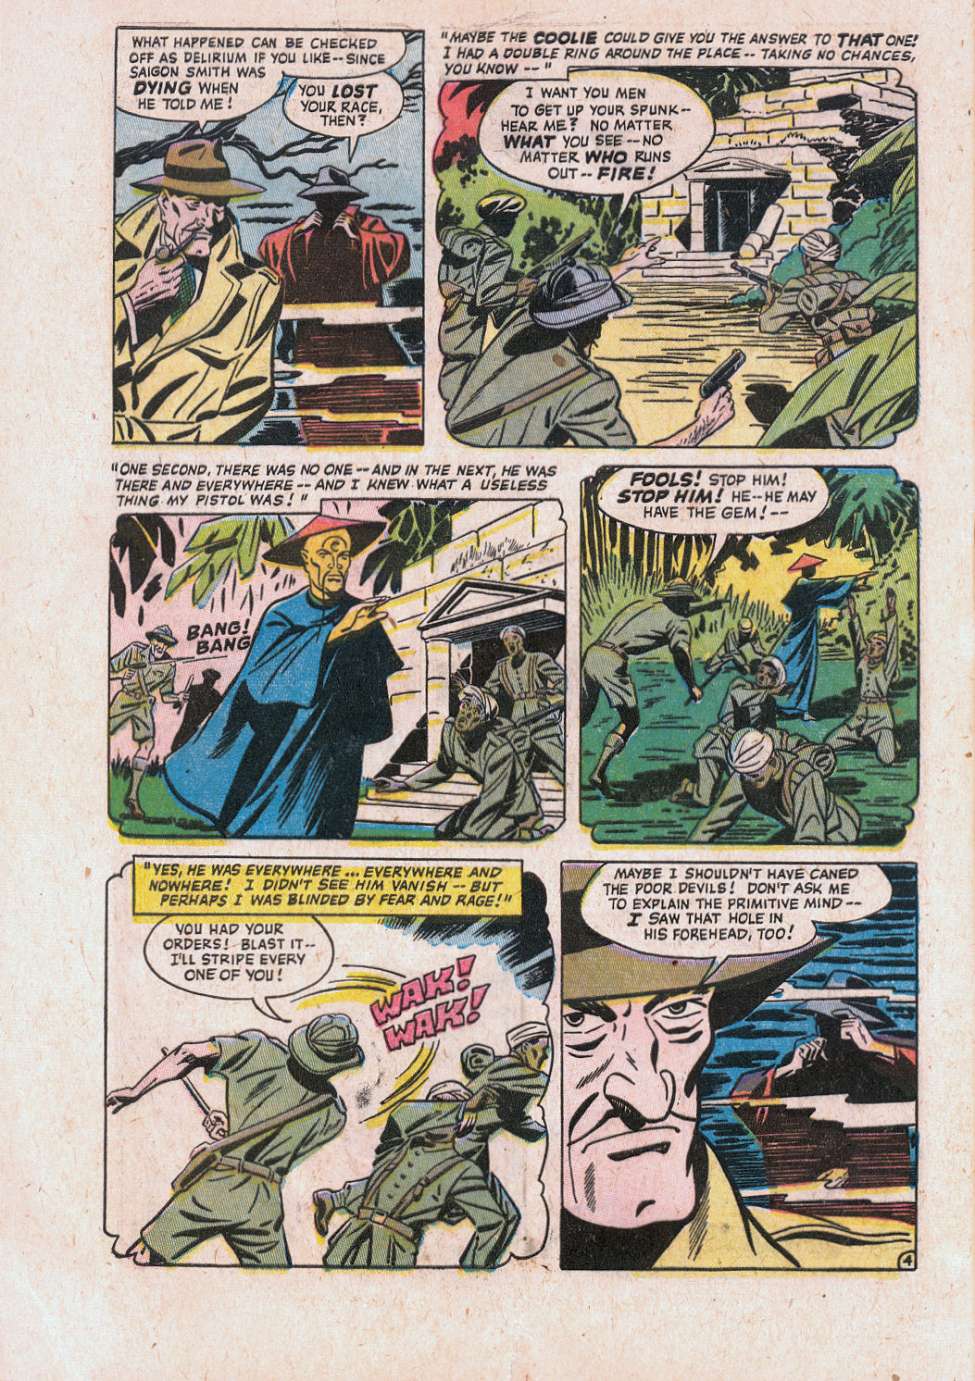 WHAT HAPPENED CAN BE CHECKED
OFF AS DELIRIUM IF YOU LIKE--SINCE
SAIGON SMITH WAS
DYING WHEN
HE TOLD ME!
YOU LOST
YOUR RACE,
THEN?
"MAYBE THE COOLIE COULD GIVE YOU THE ANSWER TO THAT ONE!
I HAD A DOUBLE RING AROUND THE PLACE-- TAKING NO CHANCES,
YOU KNOW --"
I WANT YOU MEN
TO GET UP YOUR SPUNK--
HEAR ME? NO MATTER
WHAT YOU SEE--NO
MATTER WHO RUNS
OUT-- FIRE!
"ONE SECOND, THERE WAS NO ONE -- AND IN THE NEXT, HE WAS
THERE AND EVERYWHERE -- AND I KNEW WHAT A USELESS
THING MY PISTOL WAS!"
BANG!
BANG
FOOLS! STOP HIM!
STOP HIM! HE--HE MAY
HAVE THE GEM!--
"YES, HE WAS EVERYWHERE... EVERYWHERE AND
NOWHERE! I DIDN'T SEE HIM VANISH -- BUT
PERHAPS I WAS BLINDED BY FEAR AND RAGE!"
YOU HAD YOUR
ORDERS! BLAST IT--
I'LL STRIPE EVERY
ONE OF YOU!
WAK!
WAK!
MAYBE I SHOULDN'T HAVE CANED
THE POOR DEVILS! DON'T ASK ME
TO EXPLAIN THE PRIMITIVE MIND--
I SAW THAT HOLE IN
HIS FOREHEAD, TOO!
4